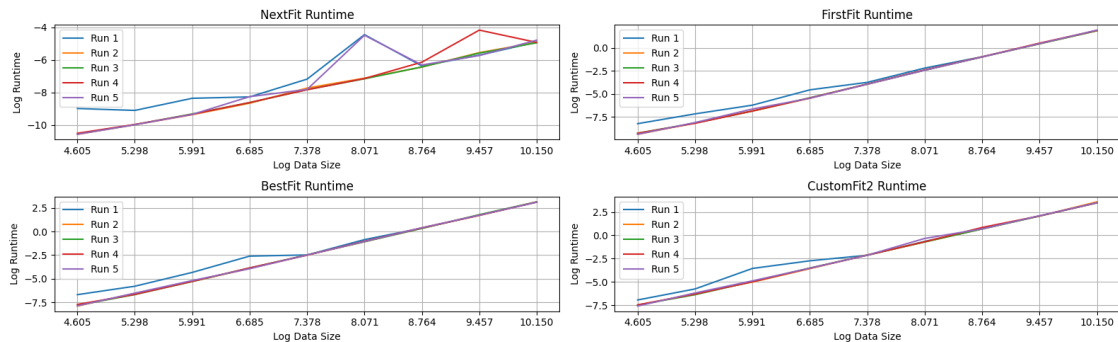 NextFit Runtime
Log Runtime
−4
−6
−8
−10
Run 1
Run 2
Run 3
Run 4
Run 5
4.605 5.298 5.991 6.685 7.378 8.071 8.764 9.457 10.150
Log Data Size
FirstFit Runtime
Log Runtime
0.0
−2.5
−5.0
−7.5
Run 1
Run 2
Run 3
Run 4
Run 5
4.605 5.298 5.991 6.685 7.378 8.071 8.764 9.457 10.150
Log Data Size
BestFit Runtime
Log Runtime
2.5
0.0
−2.5
−5.0
−7.5
Run 1
Run 2
Run 3
Run 4
Run 5
4.605 5.298 5.991 6.685 7.378 8.071 8.764 9.457 10.150
Log Data Size
CustomFit2 Runtime
Log Runtime
2.5
0.0
−2.5
−5.0
−7.5
Run 1
Run 2
Run 3
Run 4
Run 5
4.605 5.298 5.991 6.685 7.378 8.071 8.764 9.457 10.150
Log Data Size